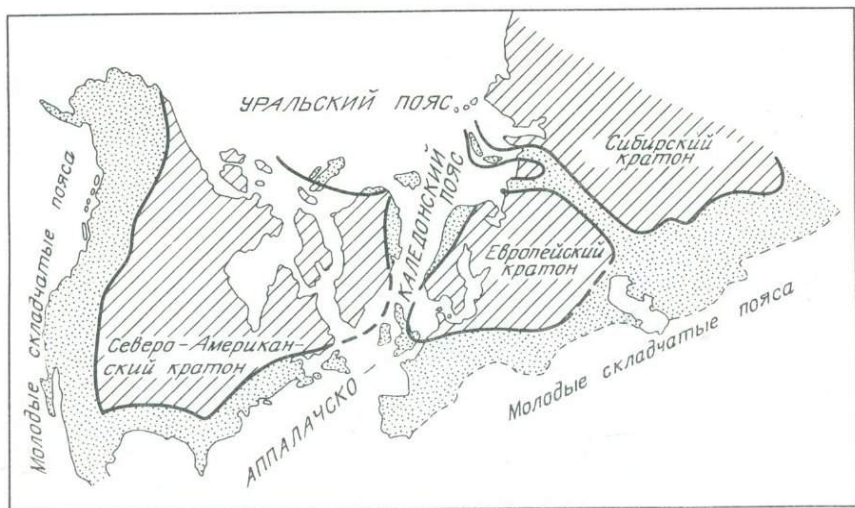 УРАЛЬСКИЙ ПОЯС
Сибирский
кратон
Молодые складчатые пояса
КАЛЕДОНСКИЙ
ПОЯС
Европейский
кратон
Северо-Американ-
ский кратон
АППАЛАЧСКО
Молодые складчатые пояса